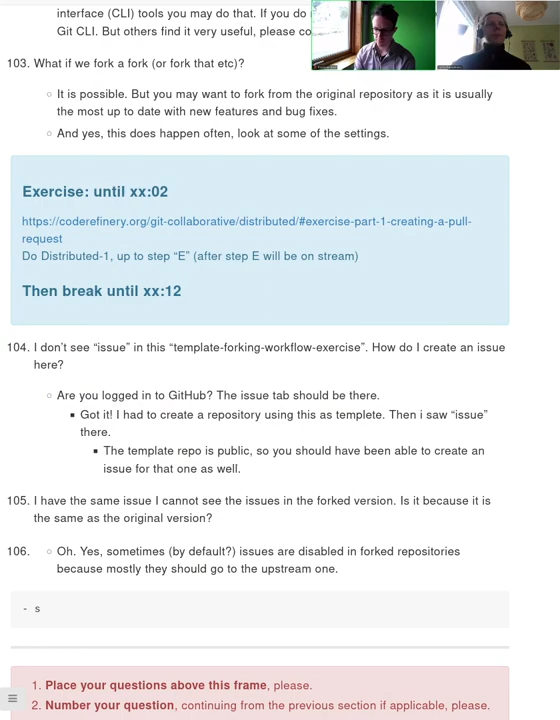 interface (CLI) tools you may do that. If you do
Git CLI. But others find it very useful, please co
103. What if we fork a fork (or fork that etc)?
It is possible. But you may want to fork from the original repository as it is usually
the most up to date with new features and bug fixes.
And yes, this does happen often, look at some of the settings.
Exercise: until xx:02
https://coderefinery.org/git-collaborative/distributed/#exercise-part-1-creating-a-pull-
request
Do Distributed-1, up to step “E” (after step E will be on stream)
Then break until xx:12
104. I don’t see “issue” in this “template-forking-workflow-exercise”. How do I create an issue
here?
Are you logged in to GitHub? The issue tab should be there.
Got it! I had to create a repository using this as templete. Then i saw “issue”
there.
The template repo is public, so you should have been able to create an
issue for that one as well.
105. I have the same issue I cannot see the issues in the forked version. Is it because it is
the same as the original version?
106. Oh. Yes, sometimes (by default?) issues are disabled in forked repositories
because mostly they should go to the upstream one.
- s
1. Place your questions above this frame, please.
2. Number your question, continuing from the previous section if applicable, please.